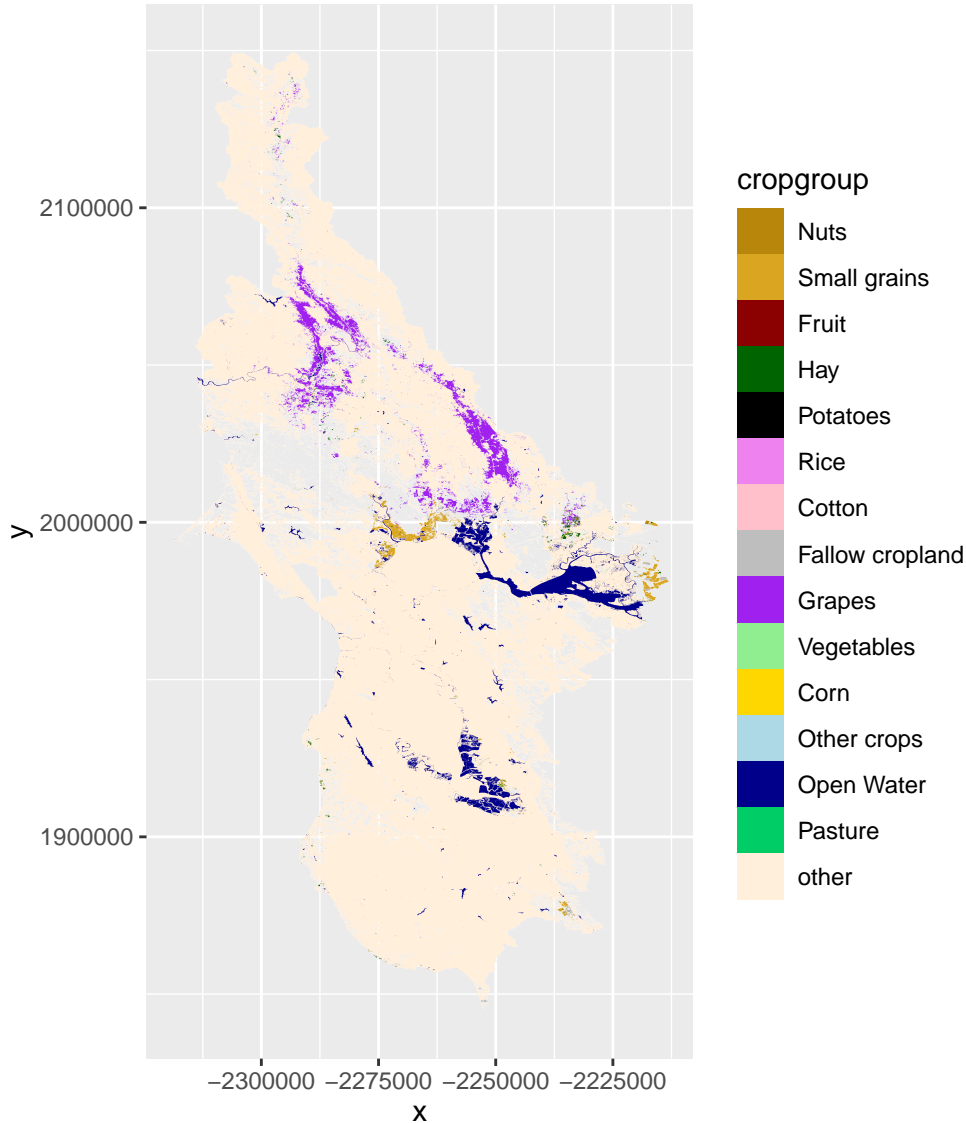 cropgroup
Nuts
Small grains
Fruit
Hay
Potatoes
Rice
Cotton
Fallow cropland
Grapes
Vegetables
Corn
Other crops
Open Water
Pasture
other
y
2100000
2000000
1900000
−2300000 −2275000 −2250000 −2225000
x